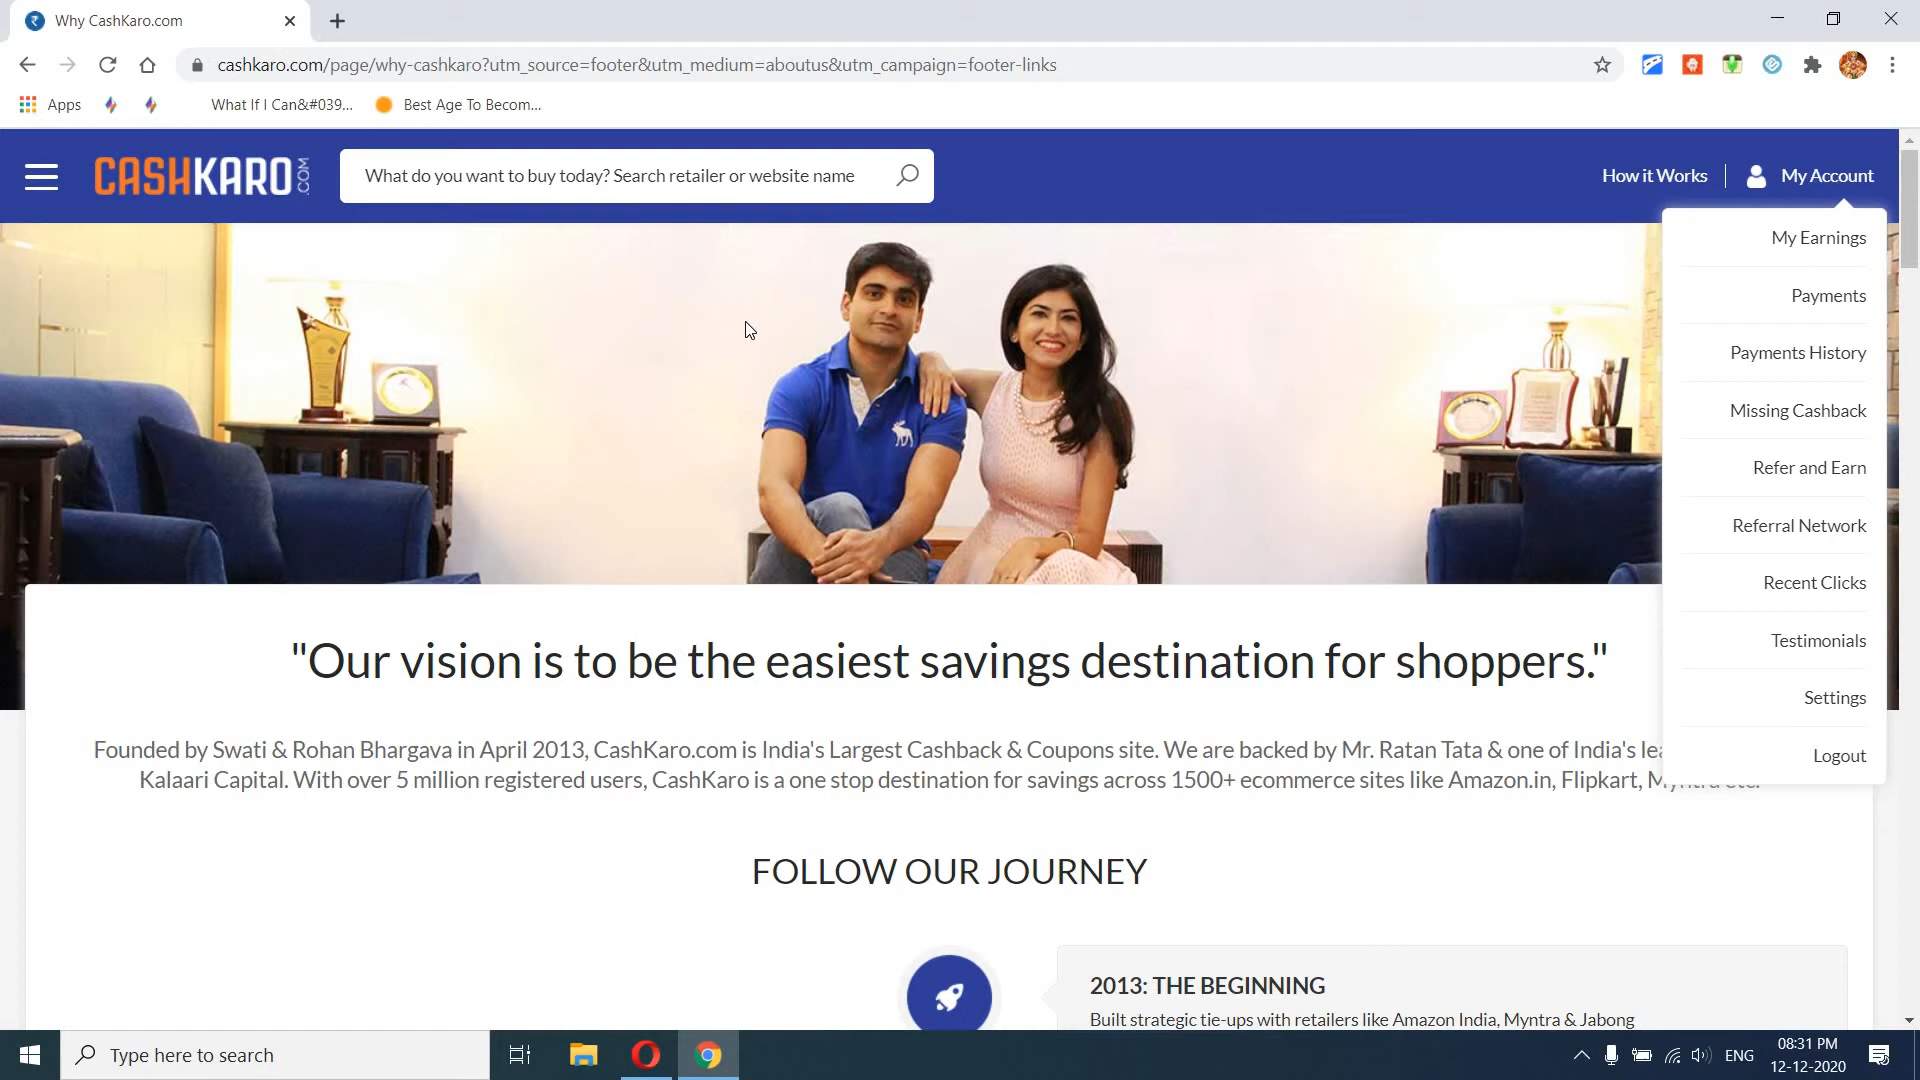 Why CashKaro.com
cashkaro.com/page/why-cashkaro?utm_source=footer&utm_medium=aboutus&utm_campaign=footer-links
Apps
What If I Can&#039...
Best Age To Becom...
CASHKARO.COM
What do you want to buy today? Search retailer or website name
How it Works
My Account
My Earnings
Payments
Payments History
Missing Cashback
Refer and Earn
Referral Network
Recent Clicks
Testimonials
Settings
Logout
"Our vision is to be the easiest savings destination for shoppers."
Founded by Swati & Rohan Bhargava in April 2013, CashKaro.com is India's Largest Cashback & Coupons site. We are backed by Mr. Ratan Tata & one of India's
Kalaari Capital. With over 5 million registered users, CashKaro is a one stop destination for savings across 1500+ ecommerce sites like Amazon.in, Flipkart,
FOLLOW OUR JOURNEY
2013: THE BEGINNING
Built strategic tie-ups with retailers like Amazon India, Myntra & Jabong
Type here to search
ENG
08:31 PM
12-12-2020